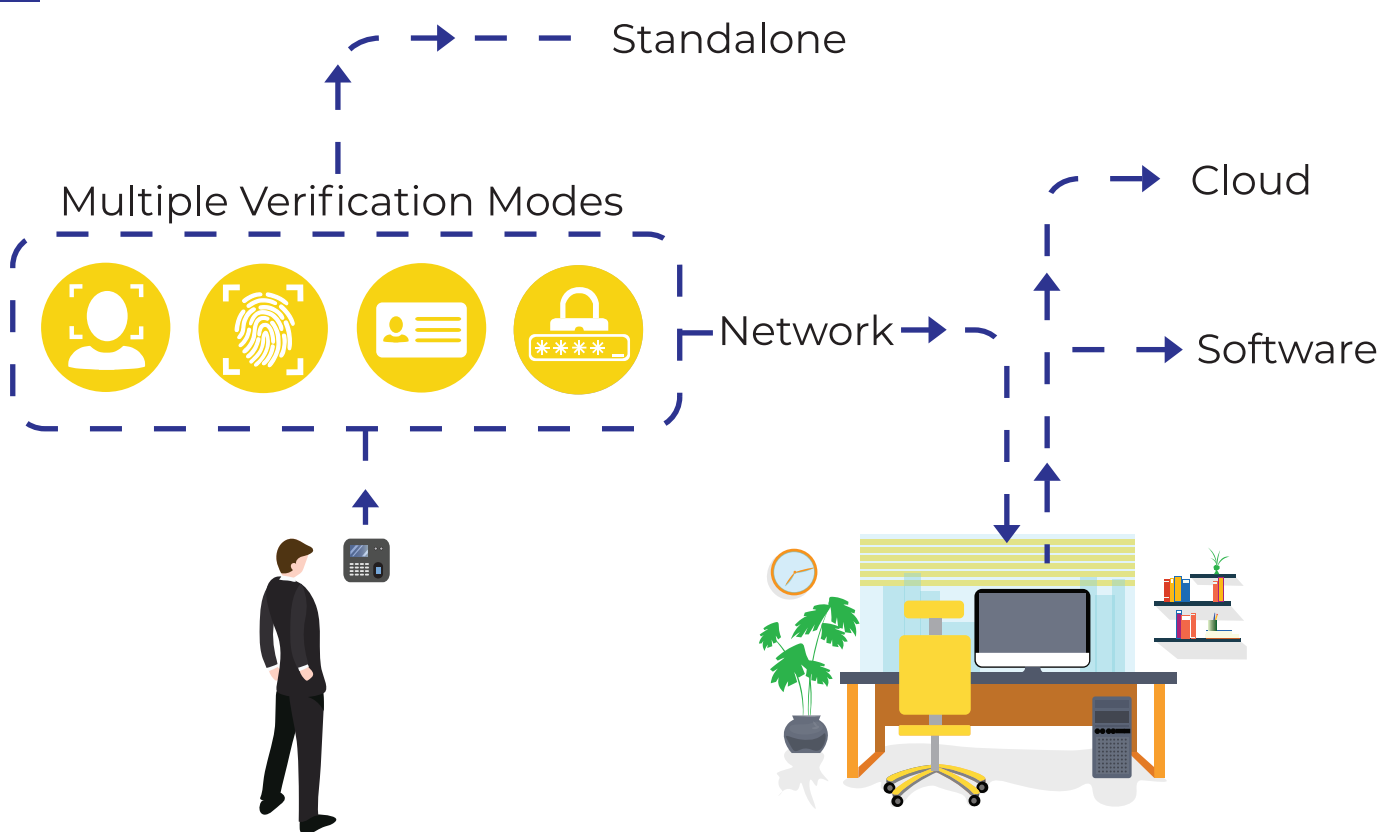 Standalone
Multiple Verification Modes
Cloud
Network
Software
****_